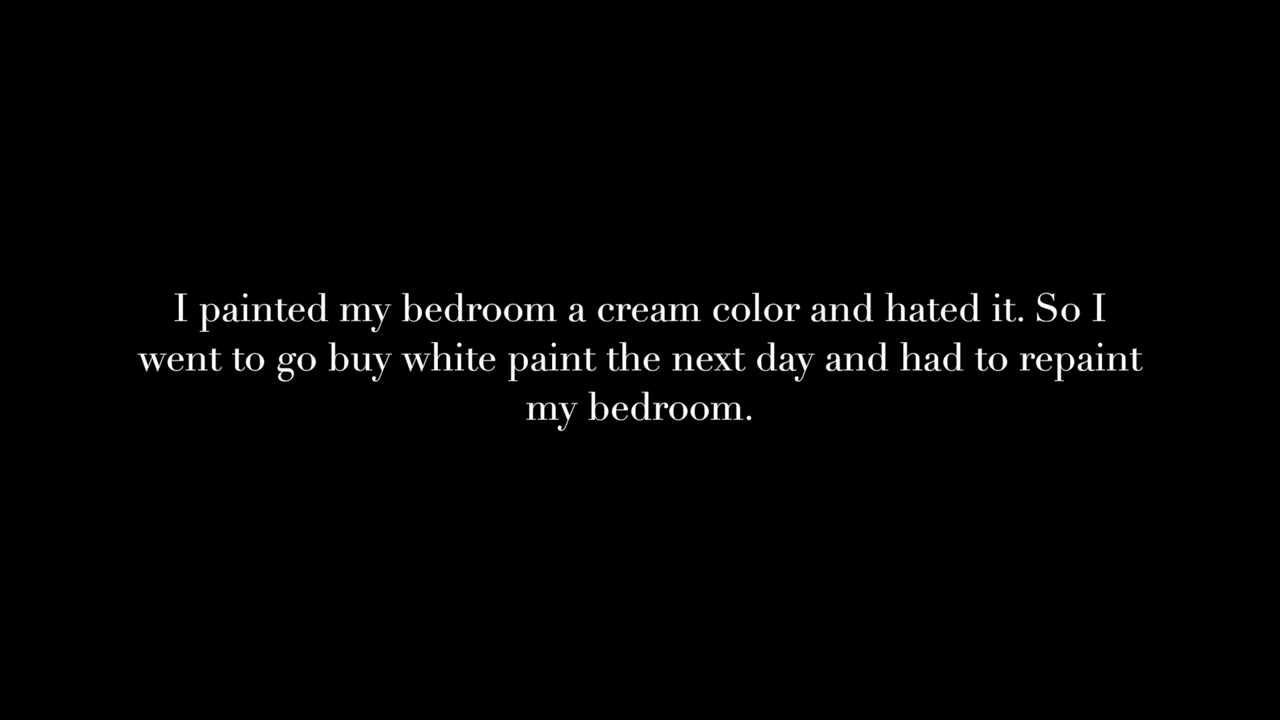 I painted my bedroom a cream color and hated it. So I
went to go buy white paint the next day and had to repaint
my bedroom.